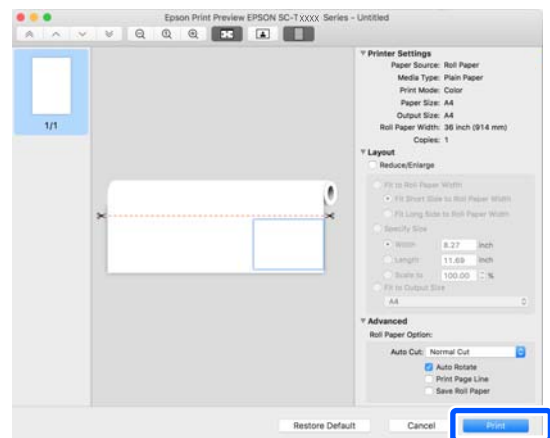 Epson Print Preview EPSON SC-TXXXX Series - Untitled
1/1
Printer Settings
Paper Source: Roll Paper
Media Type: Plain Paper
Print Mode: Color
Paper Size: A4
Output Size: A4
Roll Paper Width: 36 inch (914 mm)
Copies: 1
Layout
Reduce/Enlarge
Fit to Roll Paper Width
Fit Short Side to Roll Paper Width
Fit Long Side to Roll Paper Width
Specify Size
Width 8.27 inch
Length 11.69 inch
Scale to 100.00 %
Fit to Output Size
A4
Advanced
Roll Paper Option:
Auto Cut: Normal Cut
Auto Rotate
Print Page Line
Save Roll Paper
Restore Default Cancel Print